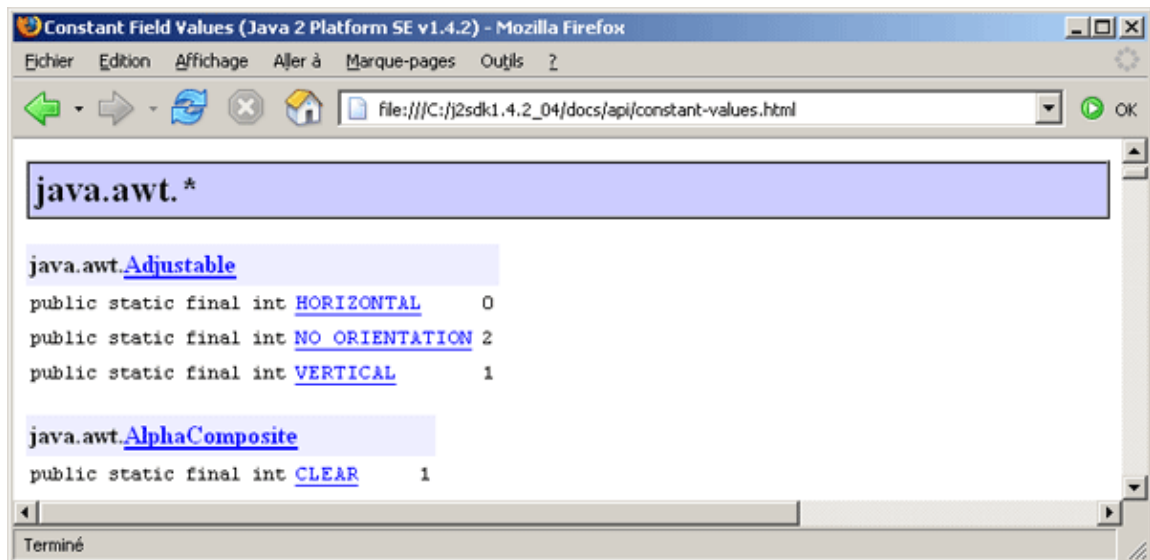 Constant Field Values (Java 2 Platform SE v1.4.2) - Mozilla Firefox
Fichier Edition Affichage Aller à Marque-pages Outils ?
file:///C:/j2sdk1.4.2_04/docs/api/constant-values.html OK
java.awt.*
java.awt.Adjustable
public static final int HORIZONTAL 0
public static final int NO_ORIENTATION 2
public static final int VERTICAL 1
java.awt.AlphaComposite
public static final int CLEAR 1
Terminé